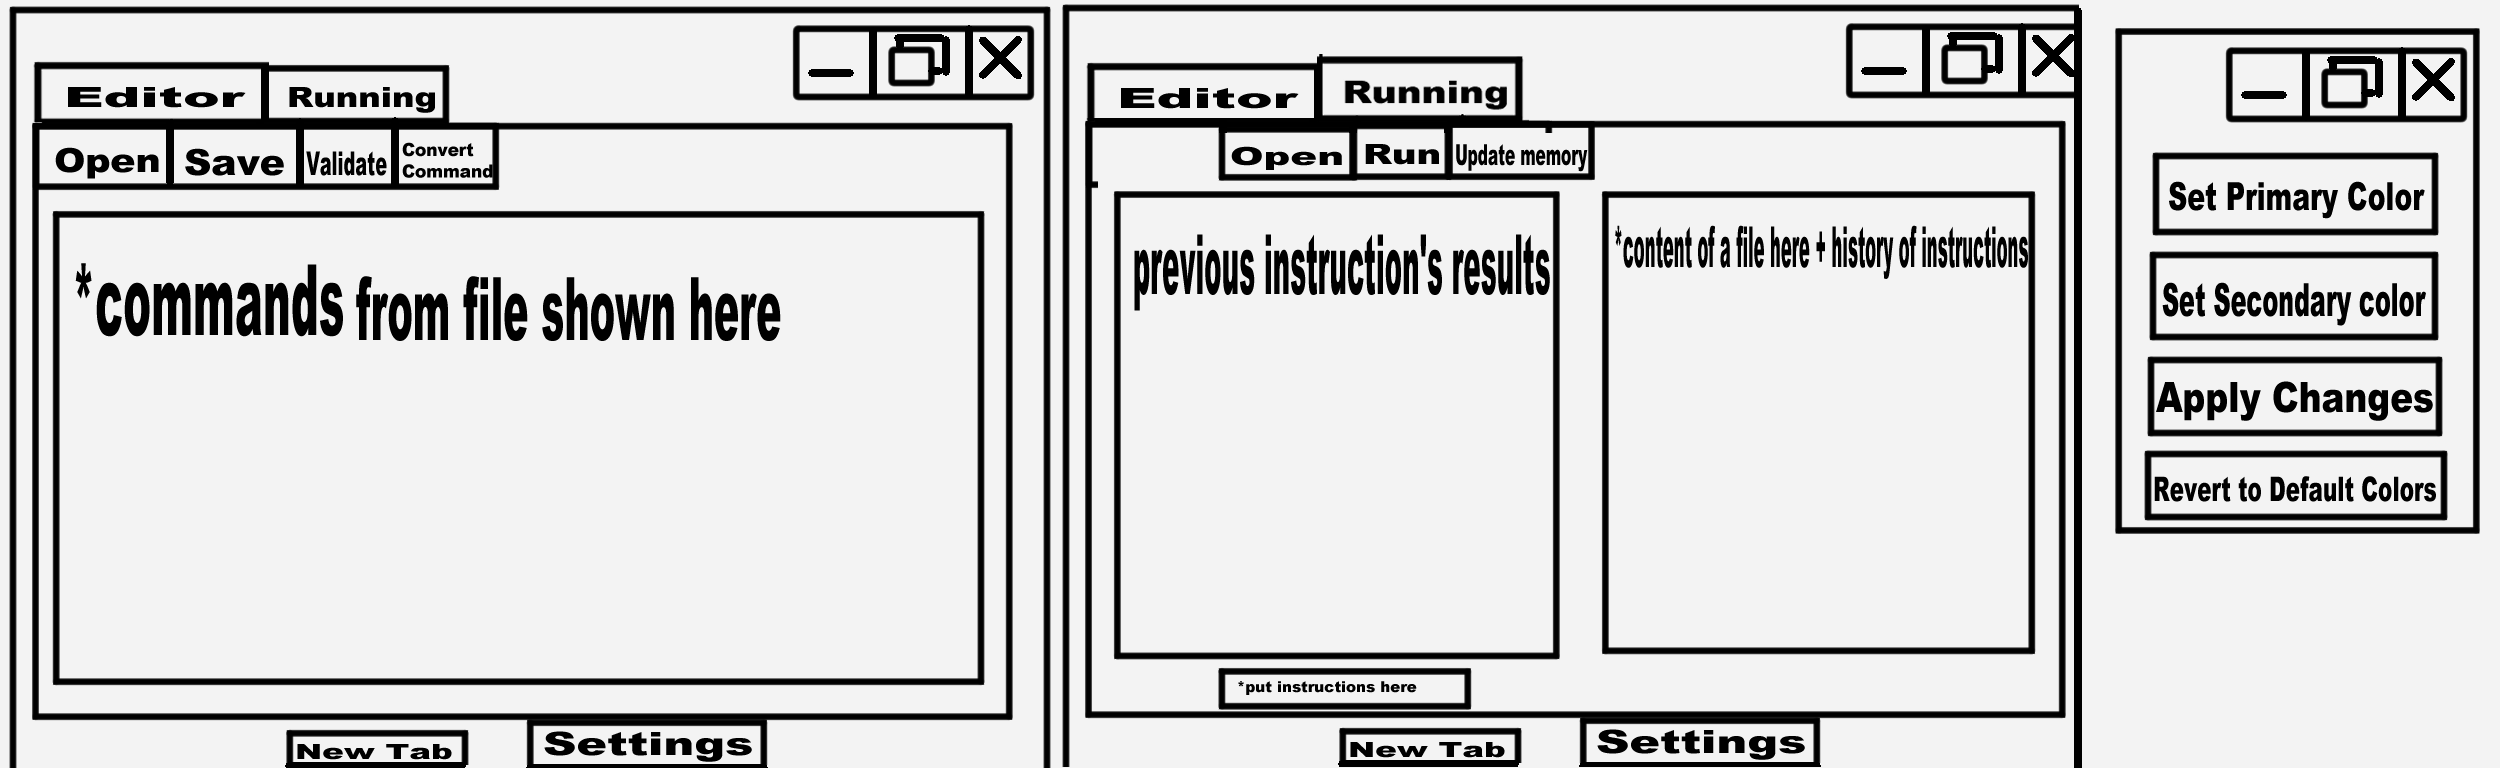 Editor
Running
Open
Save
Validate
Convert
Command
*commands from file shown here
New Tab
Settings
Editor
Running
Open
Run
Update memory
previous instruction's results
*content of a file here + history of instructions
*put instructions here
New Tab
Settings
Set Primary Color
Set Secondary color
Apply Changes
Revert to Default Colors